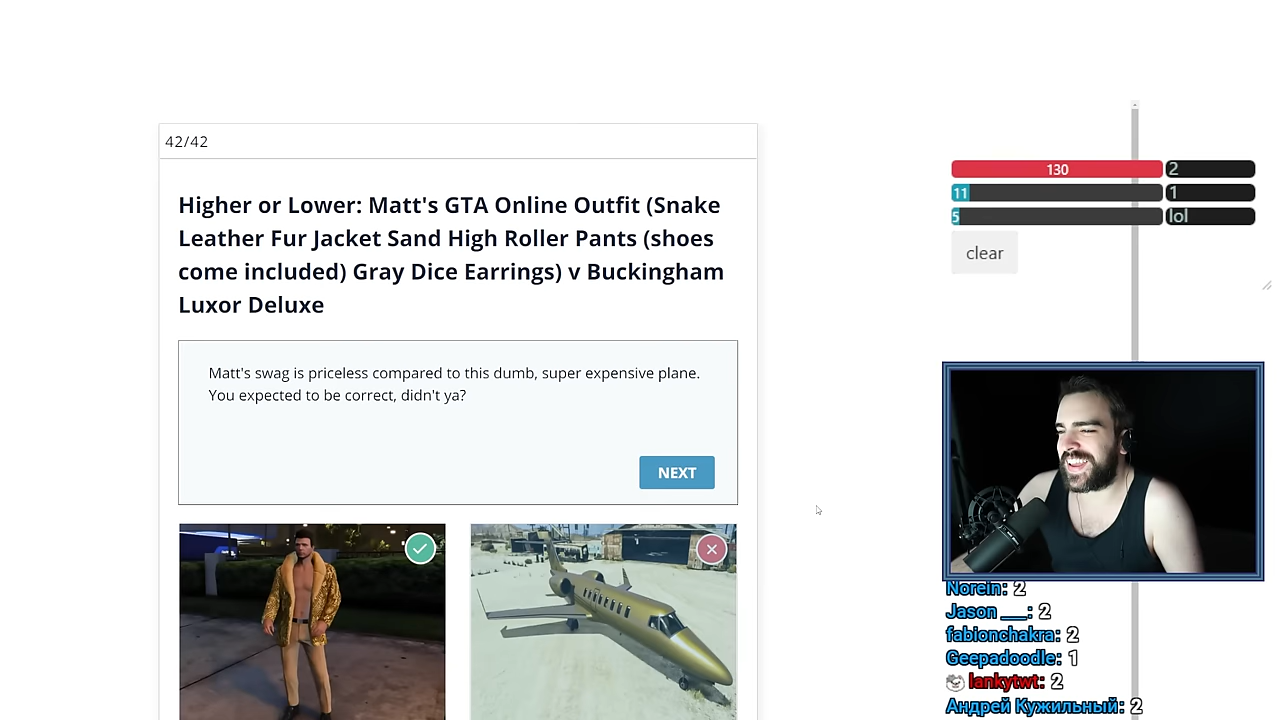 42/42
Higher or Lower: Matt's GTA Online Outfit (Snake
Leather Fur Jacket Sand High Roller Pants (shoes
come included) Gray Dice Earrings) v Buckingham
Luxor Deluxe
Matt's swag is priceless compared to this dumb, super expensive plane.
You expected to be correct, didn't ya?
NEXT
130 2
11 1
5 lol
clear
Norein: 2
Jason ___: 2
fabionchakra: 2
Geepadoodle: 1
lankytwt: 2
Андрей Кужильный: 2